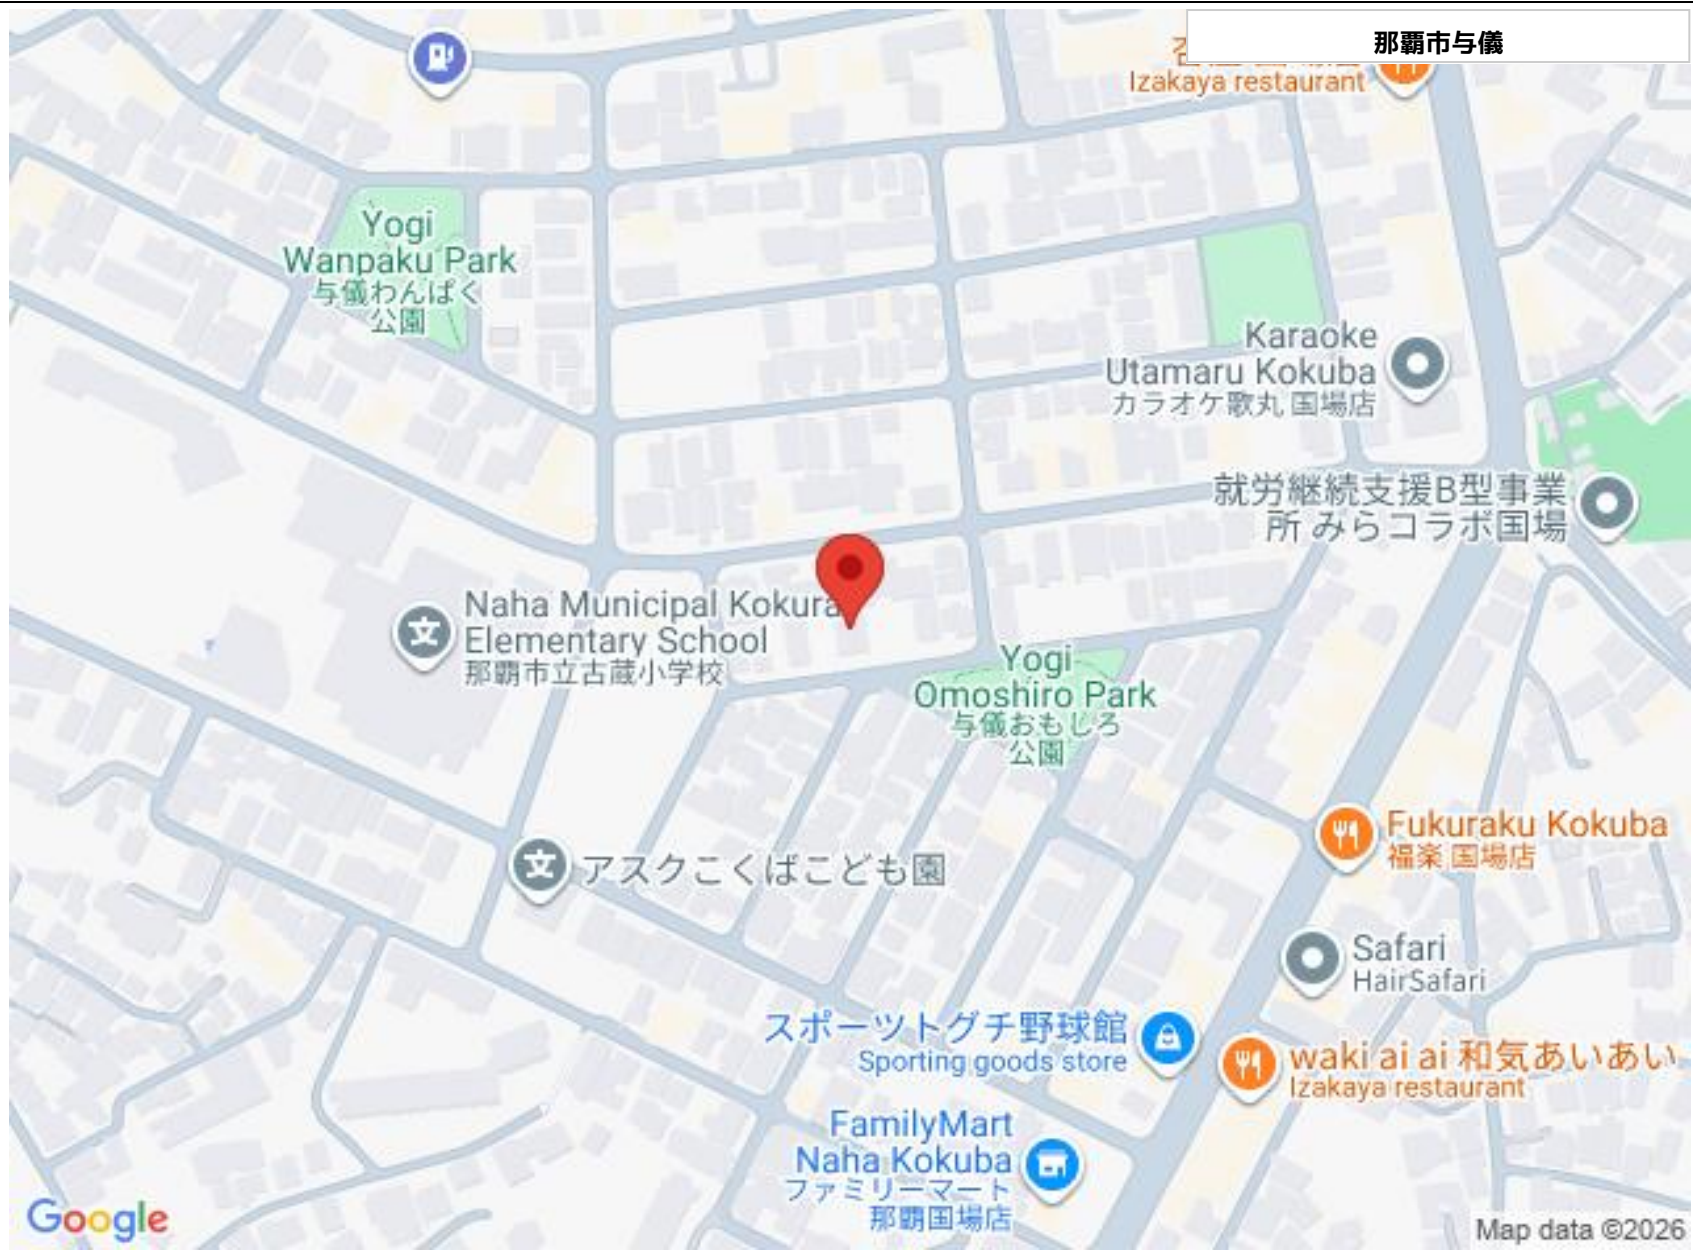 那覇市与儀
Izakaya restaurant
Yogi
Wanpaku Park
与儀わんぱく
公園
Karaoke
Utamaru Kokuba
カラオケ歌丸 国場店
就労継続支援B型事業
所 みらコラボ国場
Naha Municipal Kokura
Elementary School
那覇市立古蔵小学校
Yogi
Omoshiro Park
与儀おもしろ
公園
Fukuraku Kokuba
福楽 国場店
アスクこくばこども園
Safari
HairSafari
スポーツトグチ野球館
Sporting goods store
waki ai ai 和気あいあい
Izakaya restaurant
FamilyMart
Naha Kokuba
ファミリーマート
那覇国場店
Google
Map data ©2026